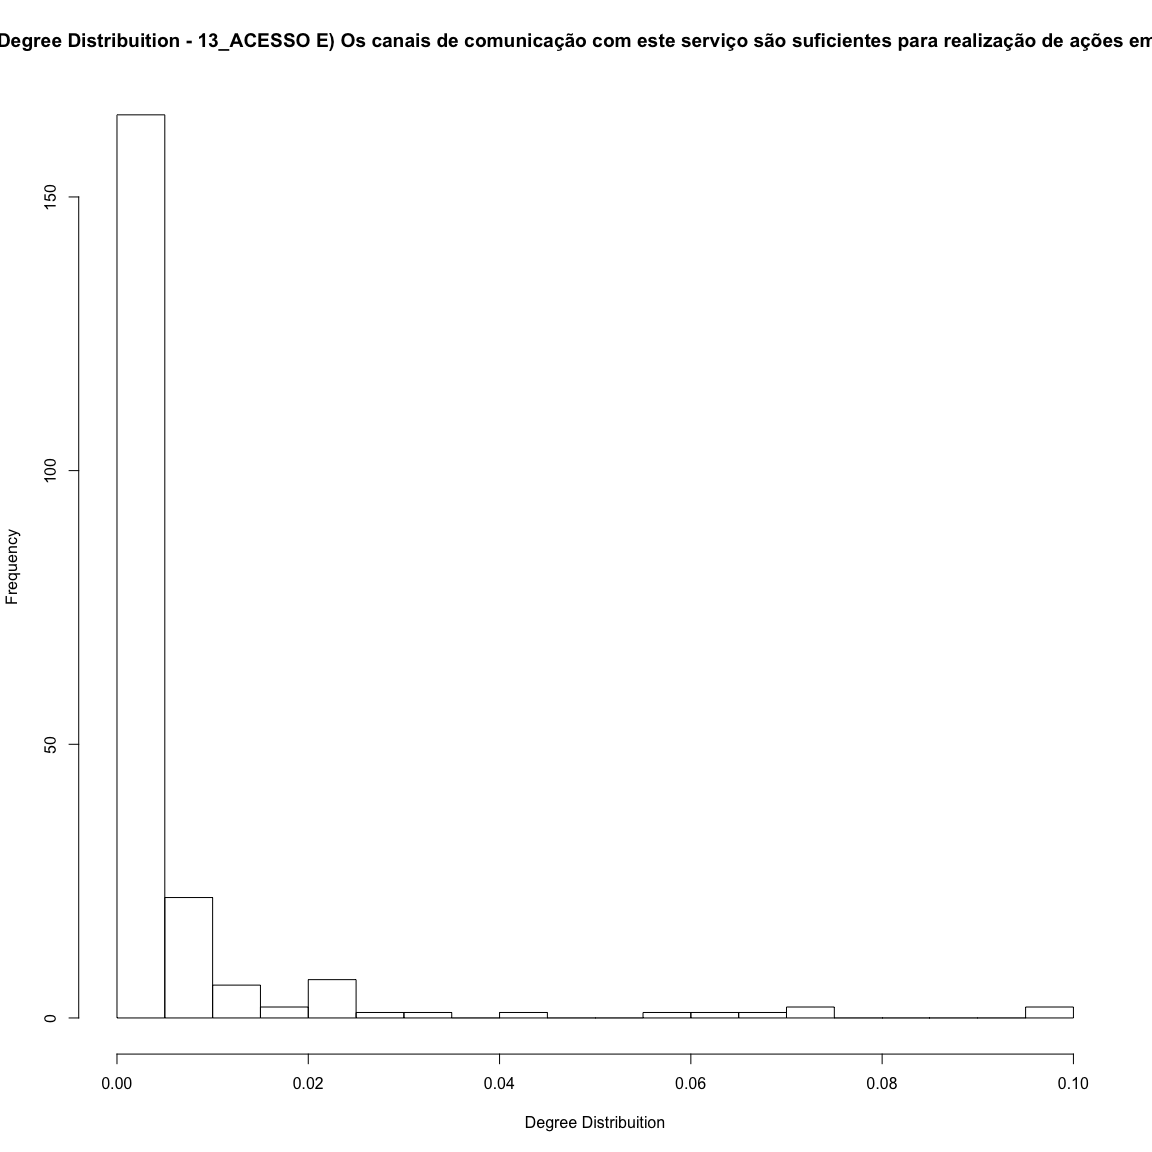 Degree Distribuition - 13_ACESSO E) Os canais de comunicação com este serviço são suficientes para realização de ações em
150
100
50
0
Frequency
0.00 0.02 0.04 0.06 0.08 0.10
Degree Distribuition